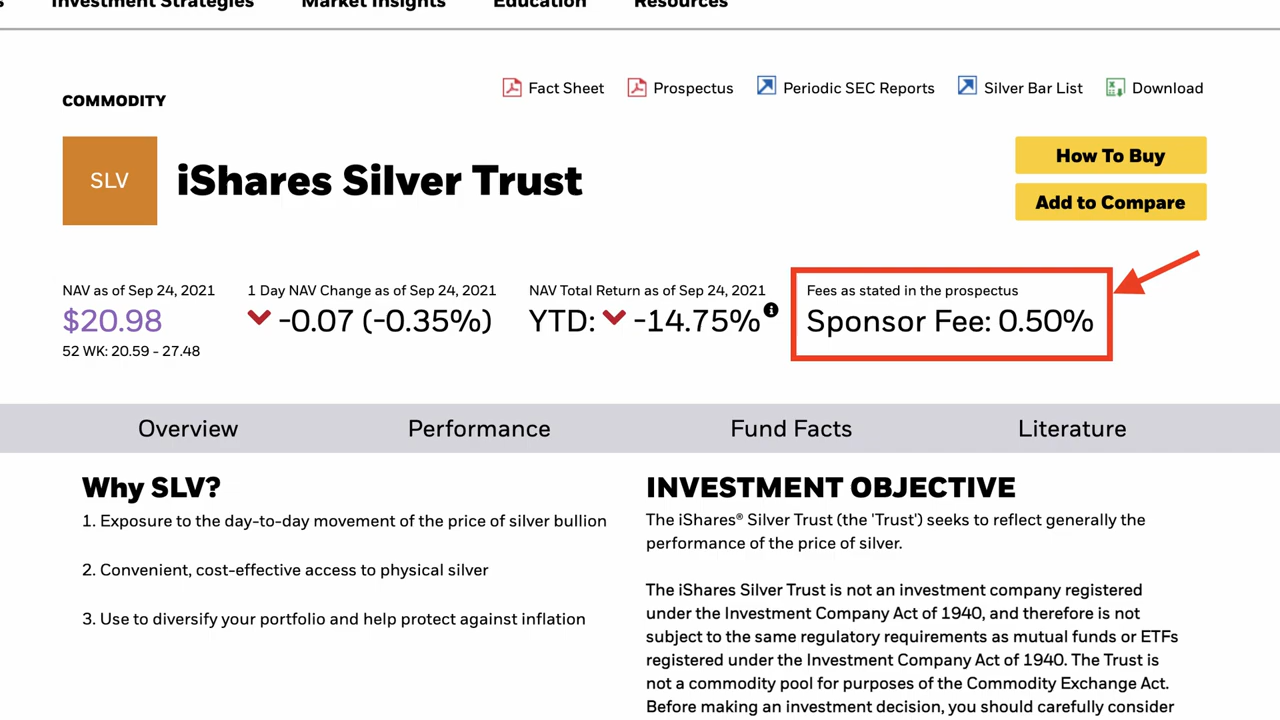 Investment Strategies Market Insights Education Resources
Fact Sheet Prospectus Periodic SEC Reports Silver Bar List Download
COMMODITY
SLV
iShares Silver Trust
How To Buy
Add to Compare
NAV as of Sep 24, 2021
$20.98
52 WK: 20.59 - 27.48
1 Day NAV Change as of Sep 24, 2021
-0.07 (-0.35%)
NAV Total Return as of Sep 24, 2021
YTD: -14.75%
Fees as stated in the prospectus
Sponsor Fee: 0.50%
Overview Performance Fund Facts Literature
Why SLV?
1. Exposure to the day-to-day movement of the price of silver bullion
2. Convenient, cost-effective access to physical silver
3. Use to diversify your portfolio and help protect against inflation
INVESTMENT OBJECTIVE
The iShares® Silver Trust (the 'Trust') seeks to reflect generally the
performance of the price of silver.
The iShares Silver Trust is not an investment company registered
under the Investment Company Act of 1940, and therefore is not
subject to the same regulatory requirements as mutual funds or ETFs
registered under the Investment Company Act of 1940. The Trust is
not a commodity pool for purposes of the Commodity Exchange Act.
Before making an investment decision, you should carefully consider